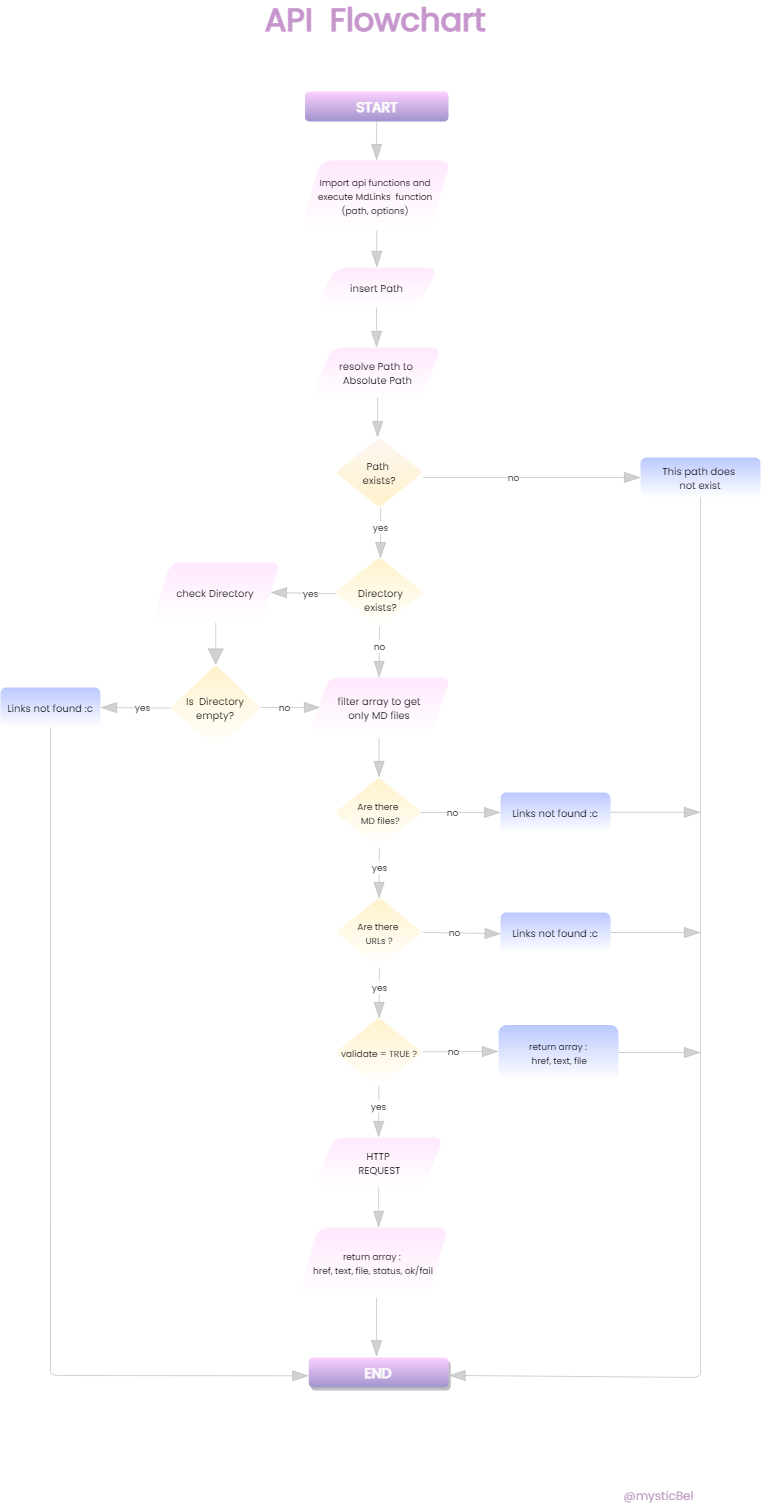 API Flowchart
START
Import api functions and
execute MdLinks function
(path, options)
insert Path
resolve Path to
Absolute Path
Path
exists?
no
This path does
not exist
yes
Directory
exists?
yes
check Directory
no
Is Directory
empty?
yes
Links not found :c
no
filter array to get
only MD files
Are there
MD files?
no
Links not found :c
yes
Are there
URLs ?
no
Links not found :c
yes
validate = TRUE ?
no
return array :
href, text, file
yes
HTTP
REQUEST
return array :
href, text, file, status, ok/fail
END
@mysticBel